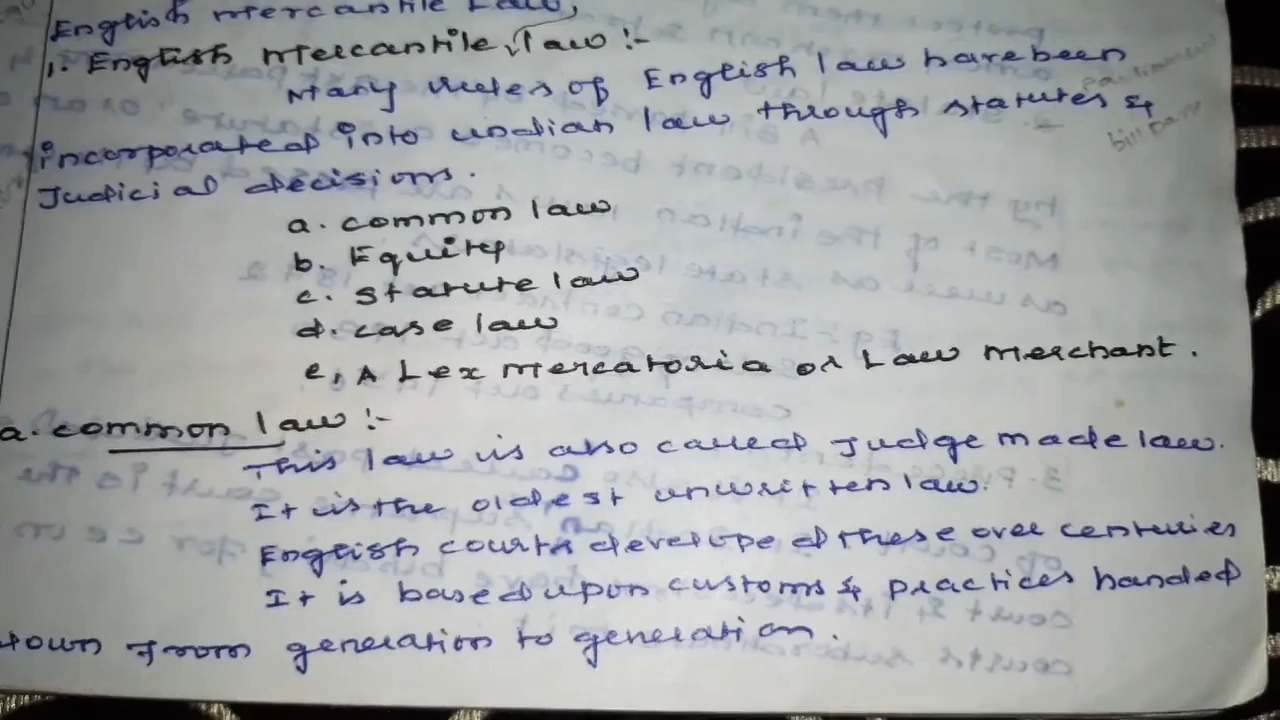 English Mercantile Law,
1. English Mercantile, law :-
Many rules of English law have been
incorporated into indian law through statutes &
Judicial decisions.
a. common law
b. Equity
c. statute law
d. case law
e, A Lex mercatoria or Law merchant.
a. common law :-
This law is also called Judge made law.
It is the oldest unwritten law.
English courts developed these over centuries
It is based upon customs & practices handed
down from generation to generation.
bill pass